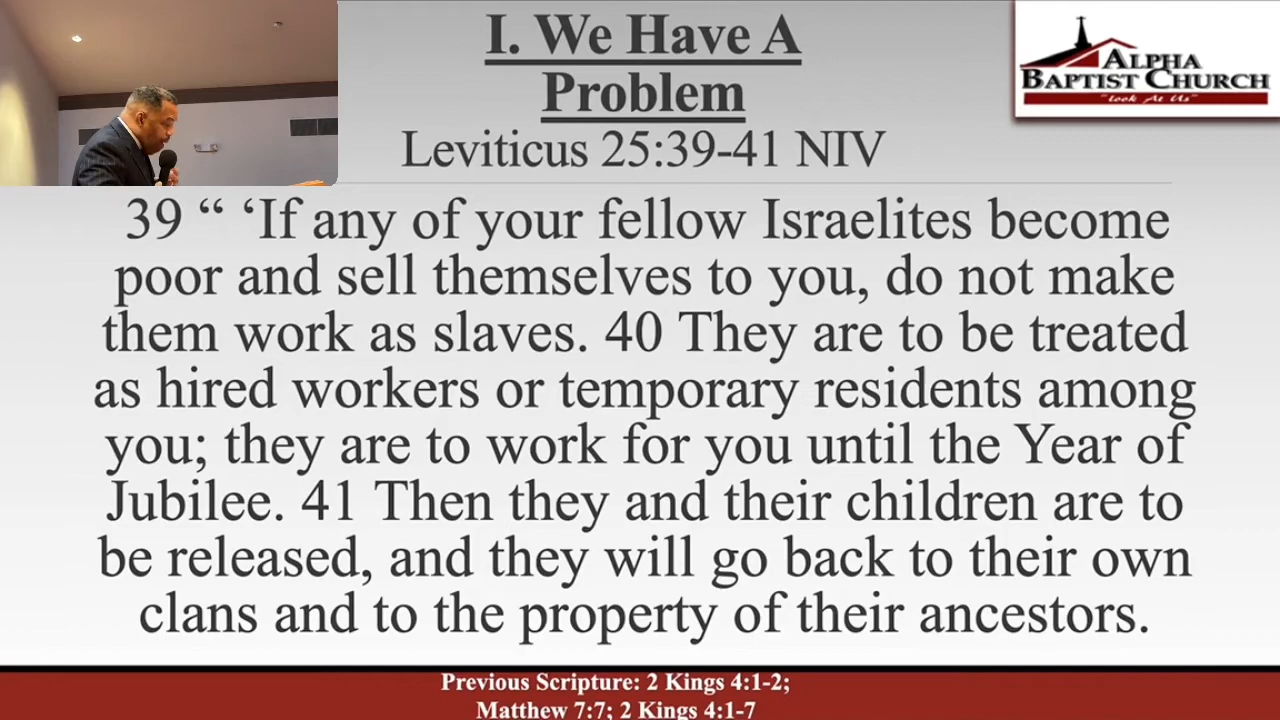 I. We Have A
Problem
Leviticus 25:39-41 NIV
ALPHA
BAPTIST CHURCH
"Look At Us"
39 “ ‘If any of your fellow Israelites become
poor and sell themselves to you, do not make
them work as slaves. 40 They are to be treated
as hired workers or temporary residents among
you; they are to work for you until the Year of
Jubilee. 41 Then they and their children are to
be released, and they will go back to their own
clans and to the property of their ancestors.
Previous Scripture: 2 Kings 4:1-2;
Matthew 7:7; 2 Kings 4:1-7